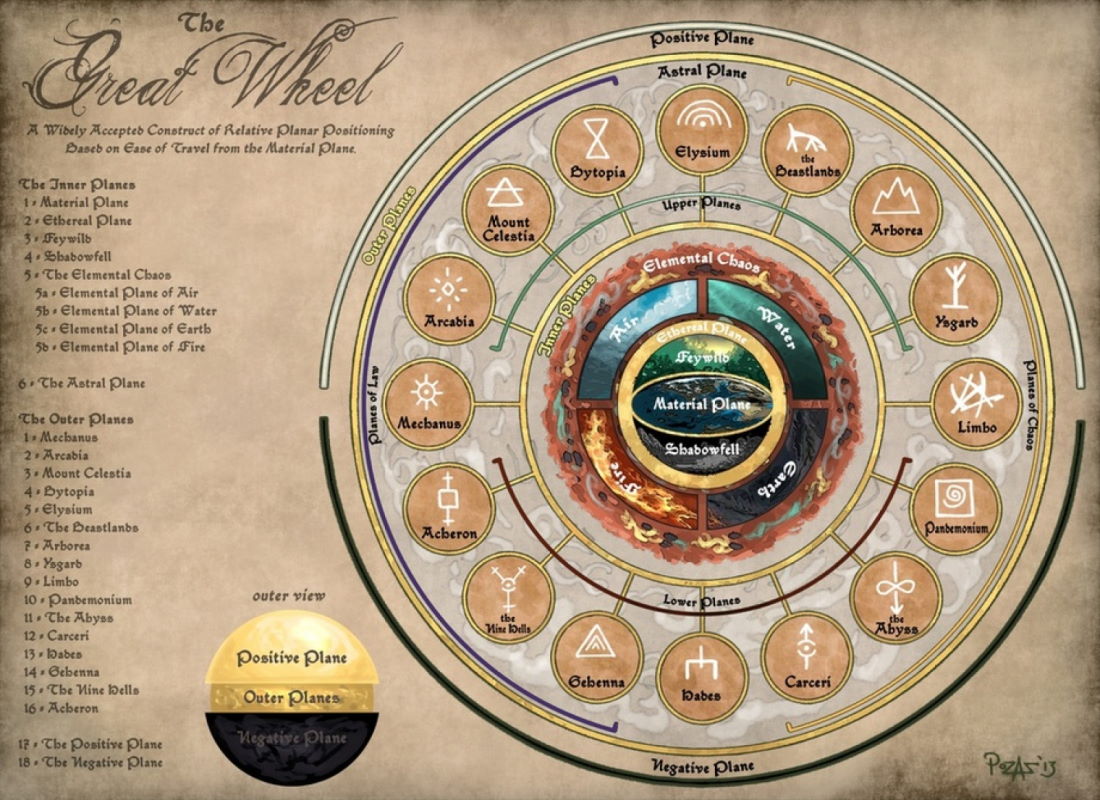 The
Great Wheel
A Widely Accepted Construct of Relative Planar Positioning
Based on Ease of Travel from the Material Plane.
The Inner Planes
1 = Material Plane
2 = Ethereal Plane
3 = Feywild
4 = Shadowfell
5 = The Elemental Chaos
5a = Elemental Plane of Air
5b = Elemental Plane of Water
5c = Elemental Plane of Earth
5d = Elemental Plane of Fire
6 = The Astral Plane
The Outer Planes
1 = Mechanus
2 = Arcadia
3 = Mount Celestia
4 = Bytopia
5 = Elysium
6 = The Beastlands
7 = Arborea
8 = Ysgard
9 = Limbo
10 = Pandemonium
11 = The Abyss
12 = Carceri
13 = Hades
14 = Gehenna
15 = The Nine Hells
16 = Acheron
17 = The Positive Plane
18 = The Negative Plane
outer view
Positive Plane
Outer Planes
Negative Plane
Positive Plane
Astral Plane
Outer Planes
Planes of Law
Planes of Chaos
Upper Planes
Inner Planes
Elysium
the
Beastlands
Arborea
Ysgard
Limbo
Pandemonium
the
Abyss
Carceri
Hades
Gehenna
the
Nine Hells
Acheron
Mechanus
Arcadia
Mount
Celestia
Bytopia
Elemental Chaos
Air
Water
Ethereal Plane
Feywild
Material Plane
Shadowfell
Fire
Earth
Lower Planes
Negative Plane
PozAs'13